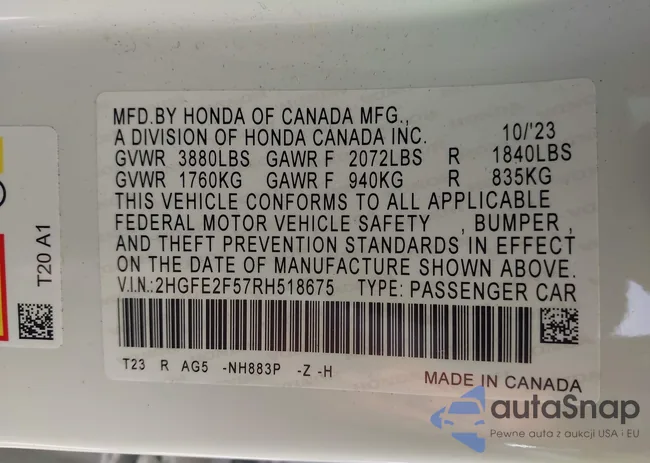 MFD.BY HONDA OF CANADA MFG.,
A DIVISION OF HONDA CANADA INC. 10/'23
GVWR 3880LBS GAWR F 2072LBS R 1840LBS
GVWR 1760KG GAWR F 940KG R 835KG
THIS VEHICLE CONFORMS TO ALL APPLICABLE
FEDERAL MOTOR VEHICLE SAFETY , BUMPER ,
AND THEFT PREVENTION STANDARDS IN EFFECT
ON THE DATE OF MANUFACTURE SHOWN ABOVE.
V.I.N.:2HGFE2F57RH518675 TYPE: PASSENGER CAR
T23 R AG5 -NH883P -Z -H
MADE IN CANADA
T20 A1
autaSnap
Pewne auta z aukcji USA i EU